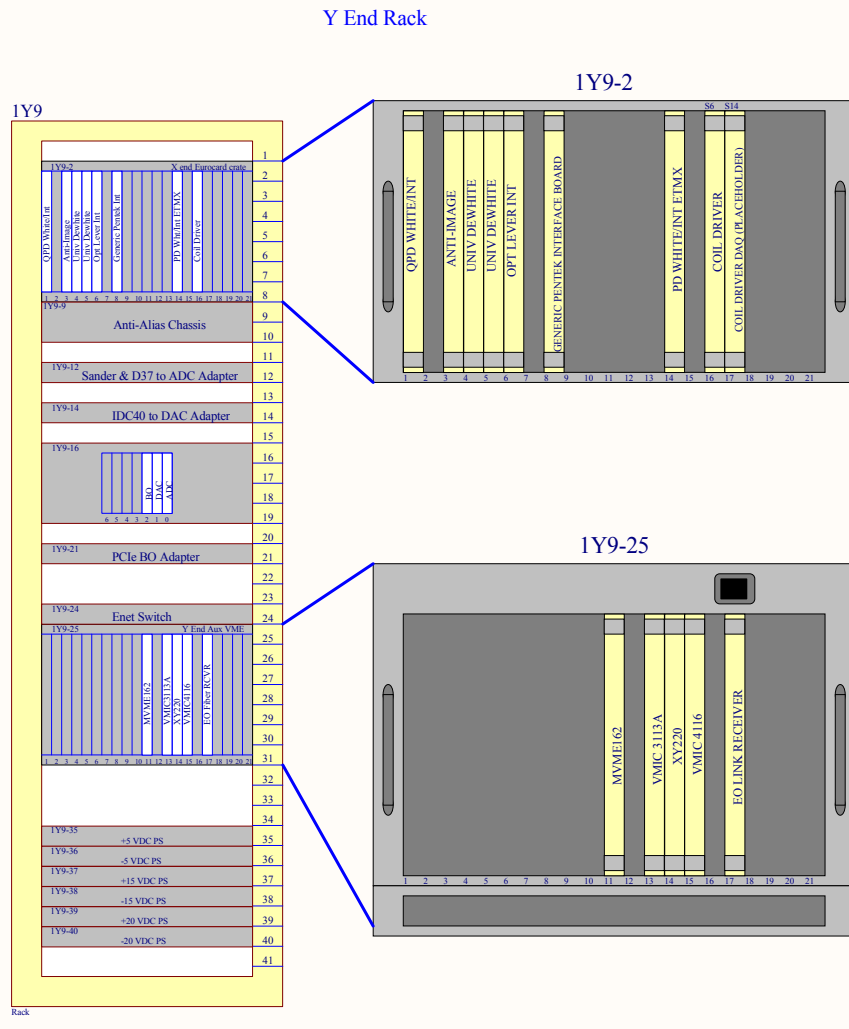 Y End Rack
1Y9
1
2
3
4
5
6
7
8
9
10
11
12
13
14
15
16
17
18
19
20
21
22
23
24
25
26
27
28
29
30
31
32
33
34
35
36
37
38
39
40
41
1Y9-2 X end Eurocard crate
QPD White/Int
Anti-Image
Univ Dewhite
Univ Dewhite
Opt Lever Int
Generic Pentek Int
PD Wht/Int ETMX
Coil Driver
1 2 3 4 5 6 7 8 9 10 11 12 13 14 15 16 17 18 19 20 21
1Y9-9
Anti-Alias Chassis
1Y9-12
Sander & D37 to ADC Adapter
1Y9-14
IDC40 to DAC Adapter
1Y9-16
BO
DAC
ADC
6 5 4 3 2 1 0
1Y9-21
PCIe BO Adapter
1Y9-24
Enet Switch
1Y9-25 Y End Aux VME
MVME162
VMIC3113A
XY220
VMIC4116
EO Fiber RCVR
1 2 3 4 5 6 7 8 9 10 11 12 13 14 15 16 17 18 19 20 21
1Y9-35
+5 VDC PS
1Y9-36
-5 VDC PS
1Y9-37
+15 VDC PS
1Y9-38
-15 VDC PS
1Y9-39
+20 VDC PS
1Y9-40
-20 VDC PS
Rack
1Y9-2
S6 S14
QPD WHITE/INT
ANTI-IMAGE
UNIV DEWHITE
UNIV DEWHITE
OPT LEVER INT
GENERIC PENTEK INTERFACE BOARD
PD WHITE/INT ETMX
COIL DRIVER
COIL DRIVER DAQ (PLACEHOLDER)
1 2 3 4 5 6 7 8 9 10 11 12 13 14 15 16 17 18 19 20 21
1Y9-25
MVME162
VMIC 3113A
XY220
VMIC 4116
EO LINK RECEIVER
1 2 3 4 5 6 7 8 9 10 11 12 13 14 15 16 17 18 19 20 21